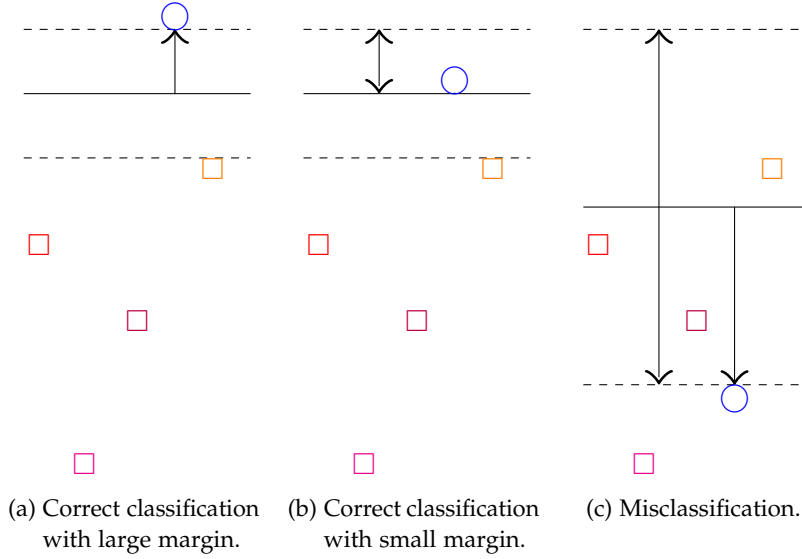 (a) Correct classification
with large margin.
(b) Correct classification
with small margin.
(c) Misclassification.